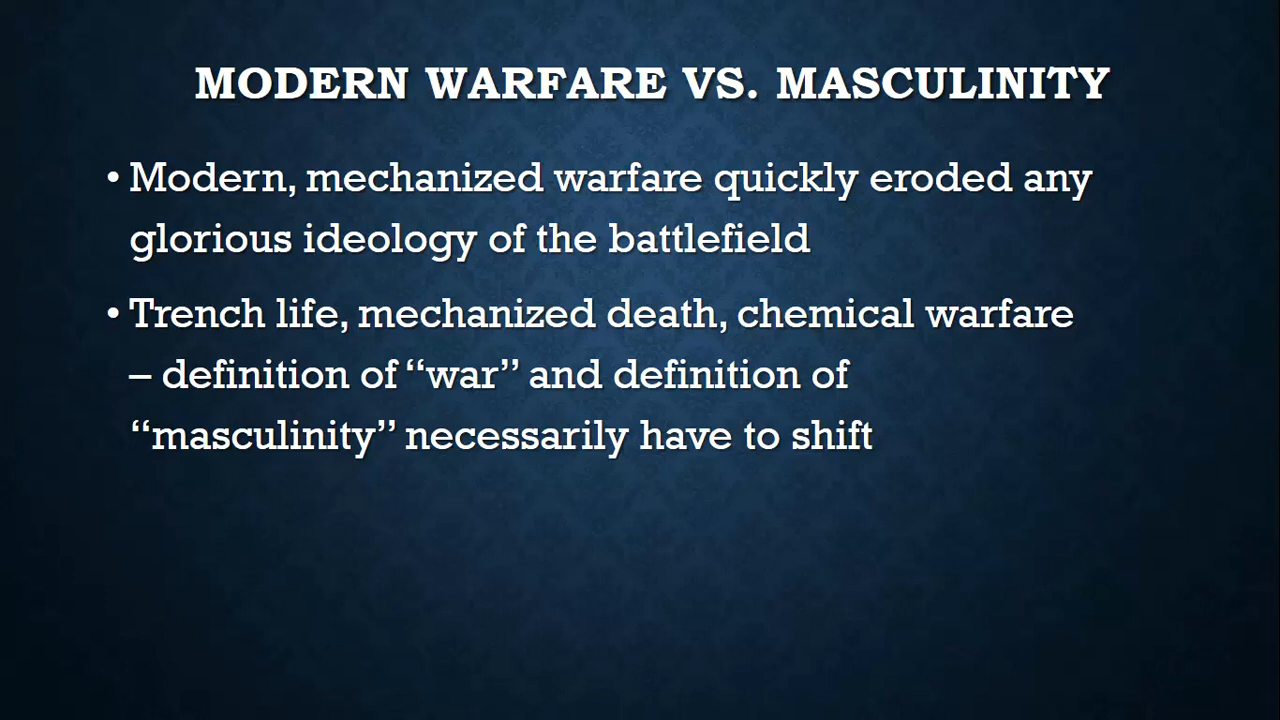 MODERN WARFARE VS. MASCULINITY
• Modern, mechanized warfare quickly eroded any
glorious ideology of the battlefield
• Trench life, mechanized death, chemical warfare
– definition of “war” and definition of
“masculinity” necessarily have to shift